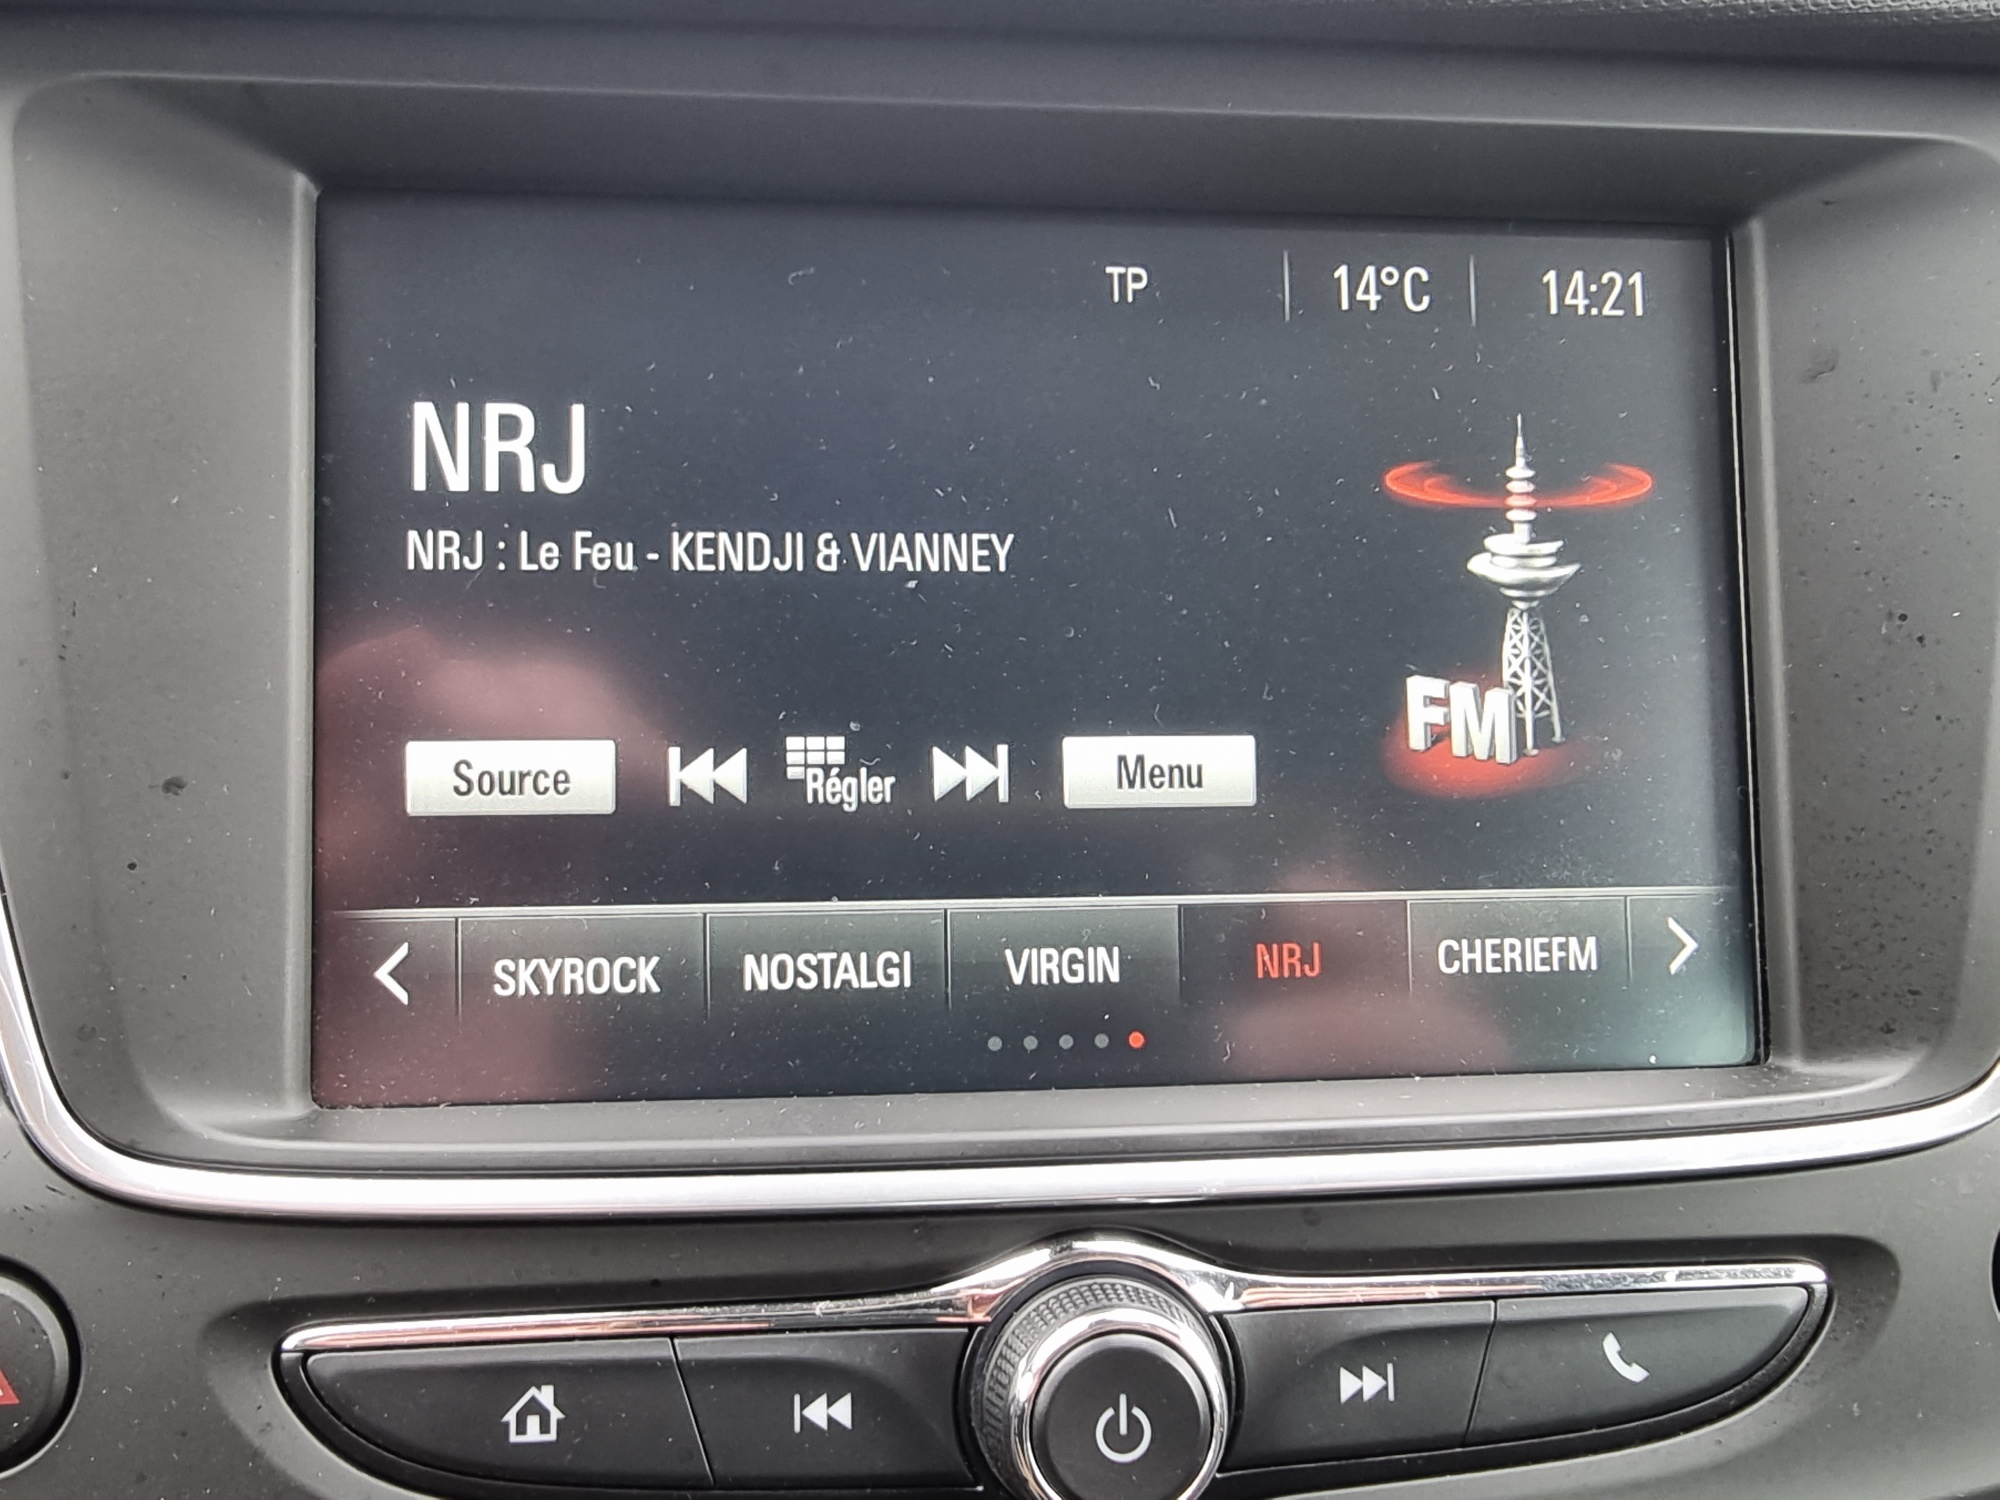 TP 14°C 14:21
NRJ
NRJ : Le Feu - KENDJI & VIANNEY
FM
Source Régler Menu
SKYROCK NOSTALGI VIRGIN NRJ CHERIEFM